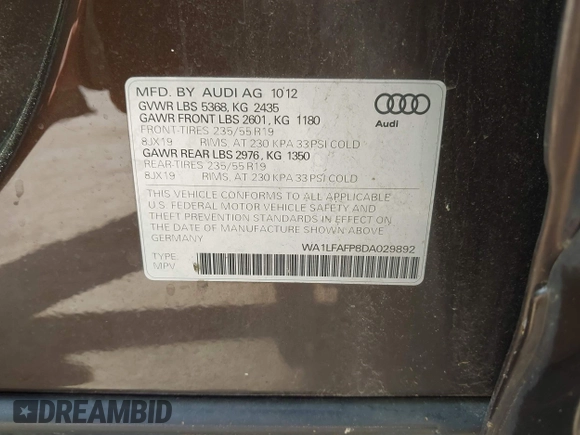 MFD. BY AUDI AG 1012
GVWR LBS 5368, KG 2435
GAWR FRONT LBS 2601, KG 1180
FRONT-TIRES 235/55 R19
8JX19 RIMS, AT 230 KPA 33 PSI COLD
GAWR REAR LBS 2976, KG 1350
REAR-TIRES 235/55 R19
8JX19 RIMS, AT 230 KPA 33 PSI COLD
Audi
THIS VEHICLE CONFORMS TO ALL APPLICABLE
U.S. FEDERAL MOTOR VEHICLE SAFETY AND
THEFT PREVENTION STANDARDS IN EFFECT ON
THE DATE OF MANUFACTURE SHOWN ABOVE
GERMANY
WA1LFAFP8DA029892
TYPE
MPV
DREAMBID